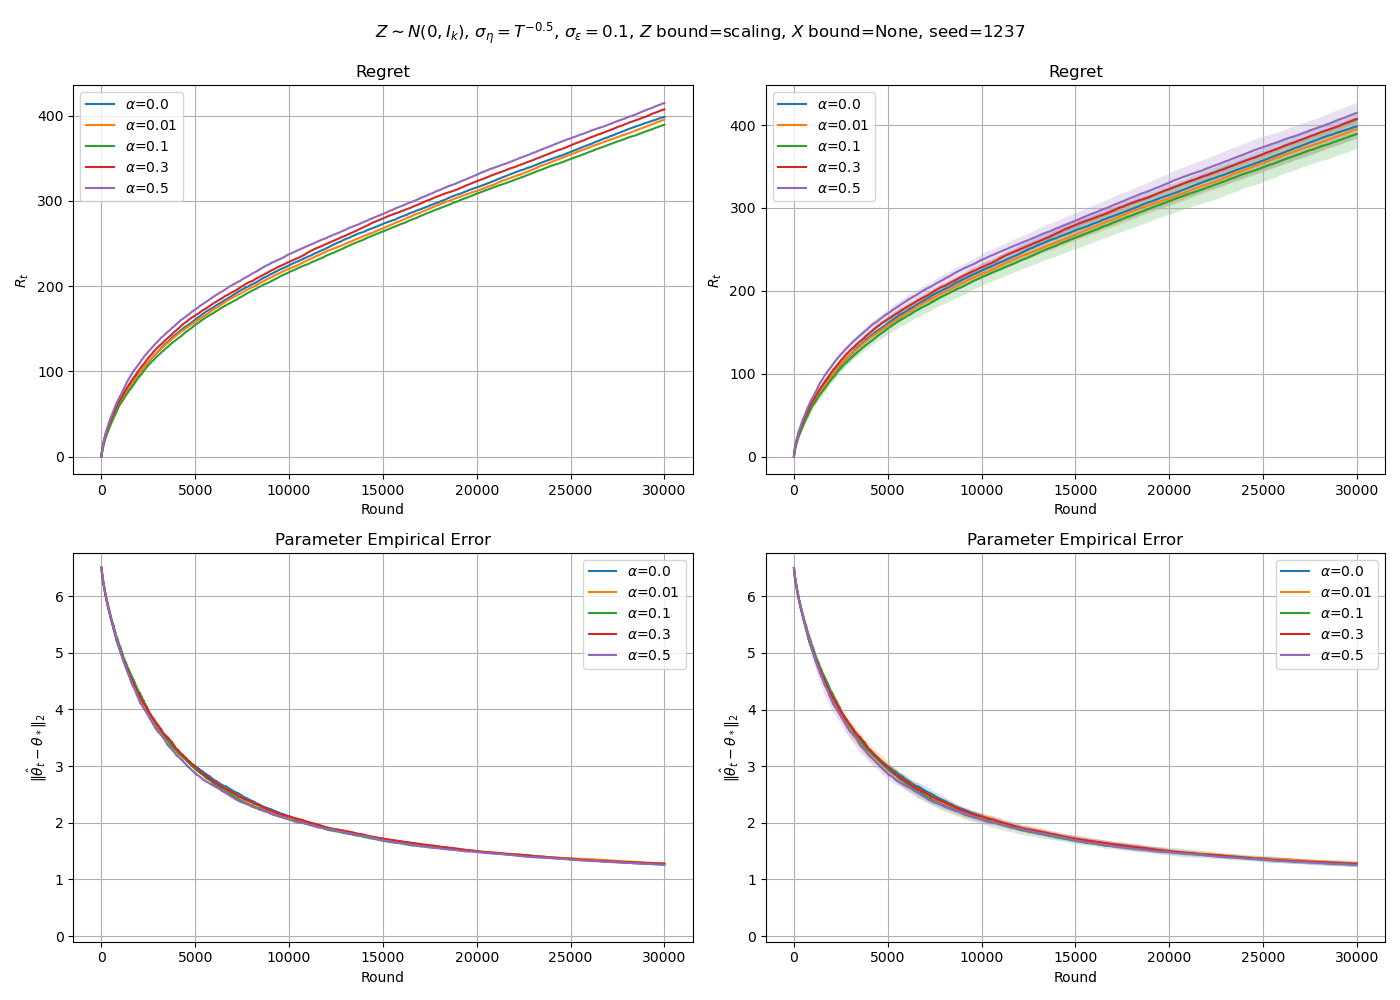 Z ∼ N(0, I_k), σ_η = T^{−0.5}, σ_ε = 0.1, Z bound=scaling, X bound=None, seed=1237
Regret
R_t
400
300
200
100
0
α=0.0
α=0.01
α=0.1
α=0.3
α=0.5
0 5000 10000 15000 20000 25000 30000
Round
Regret
R_t
400
300
200
100
0
α=0.0
α=0.01
α=0.1
α=0.3
α=0.5
0 5000 10000 15000 20000 25000 30000
Round
Parameter Empirical Error
‖θ̂_t − θ_*‖_2
6
5
4
3
2
1
0
α=0.0
α=0.01
α=0.1
α=0.3
α=0.5
0 5000 10000 15000 20000 25000 30000
Round
Parameter Empirical Error
‖θ̂_t − θ_*‖_2
6
5
4
3
2
1
0
α=0.0
α=0.01
α=0.1
α=0.3
α=0.5
0 5000 10000 15000 20000 25000 30000
Round